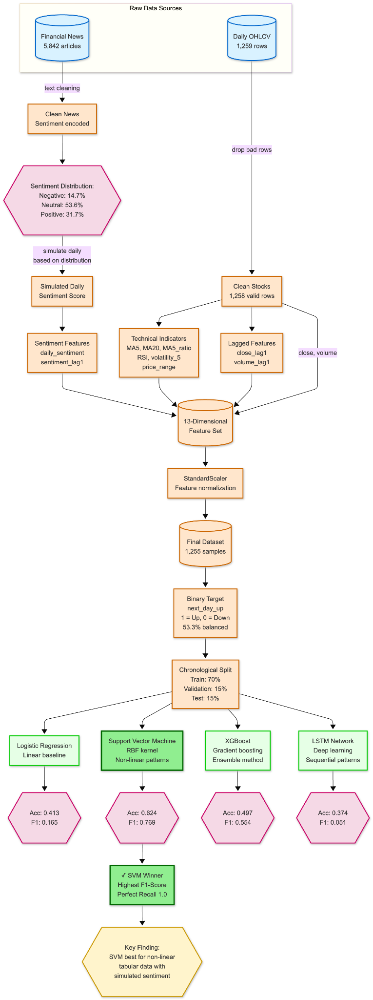 Raw Data Sources
Financial News
5,842 articles
Daily OHLCV
1,259 rows
text cleaning
Clean News
Sentiment encoded
drop bad rows
Sentiment Distribution:
Negative: 14.7%
Neutral: 53.6%
Positive: 31.7%
simulate daily
based on distribution
Simulated Daily
Sentiment Score
Clean Stocks
1,258 valid rows
Sentiment Features
daily_sentiment
sentiment_lag1
Technical Indicators
MA5, MA20, MA5_ratio
RSI, volatility_5
price_range
Lagged Features
close_lag1
volume_lag1
close, volume
13-Dimensional
Feature Set
StandardScaler
Feature normalization
Final Dataset
1,255 samples
Binary Target
next_day_up
1 = Up, 0 = Down
53.3% balanced
Chronological Split
Train: 70%
Validation: 15%
Test: 15%
Logistic Regression
Linear baseline
Support Vector Machine
RBF kernel
Non-linear patterns
XGBoost
Gradient boosting
Ensemble method
LSTM Network
Deep learning
Sequential patterns
Acc: 0.413
F1: 0.165
Acc: 0.624
F1: 0.769
Acc: 0.497
F1: 0.554
Acc: 0.374
F1: 0.051
✓ SVM Winner
Highest F1-Score
Perfect Recall 1.0
Key Finding:
SVM best for non-linear
tabular data with
simulated sentiment